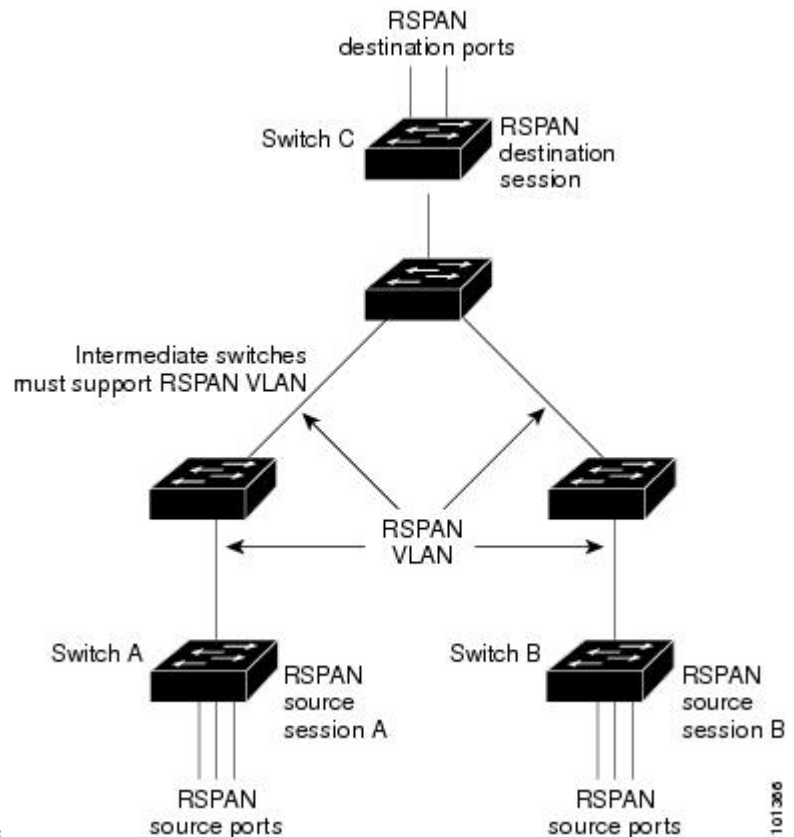 RSPAN
destination ports
Switch C
RSPAN
destination
session
Intermediate switches
must support RSPAN VLAN
RSPAN
VLAN
Switch A
RSPAN
source
session A
Switch B
RSPAN
source
session B
RSPAN
source ports
RSPAN
source ports
101366